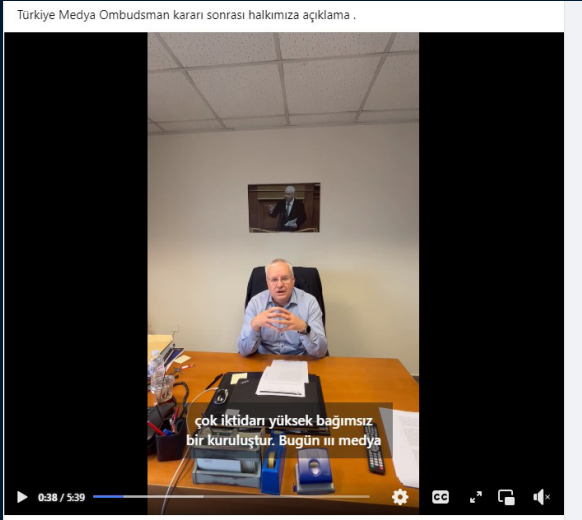 Türkiye Medya Ombudsman kararı sonrası halkımıza açıklama .
çok iktidarı yüksek bağımsız
bir kuruluştur. Bugün ııı medya
0:38 / 5:39
CC